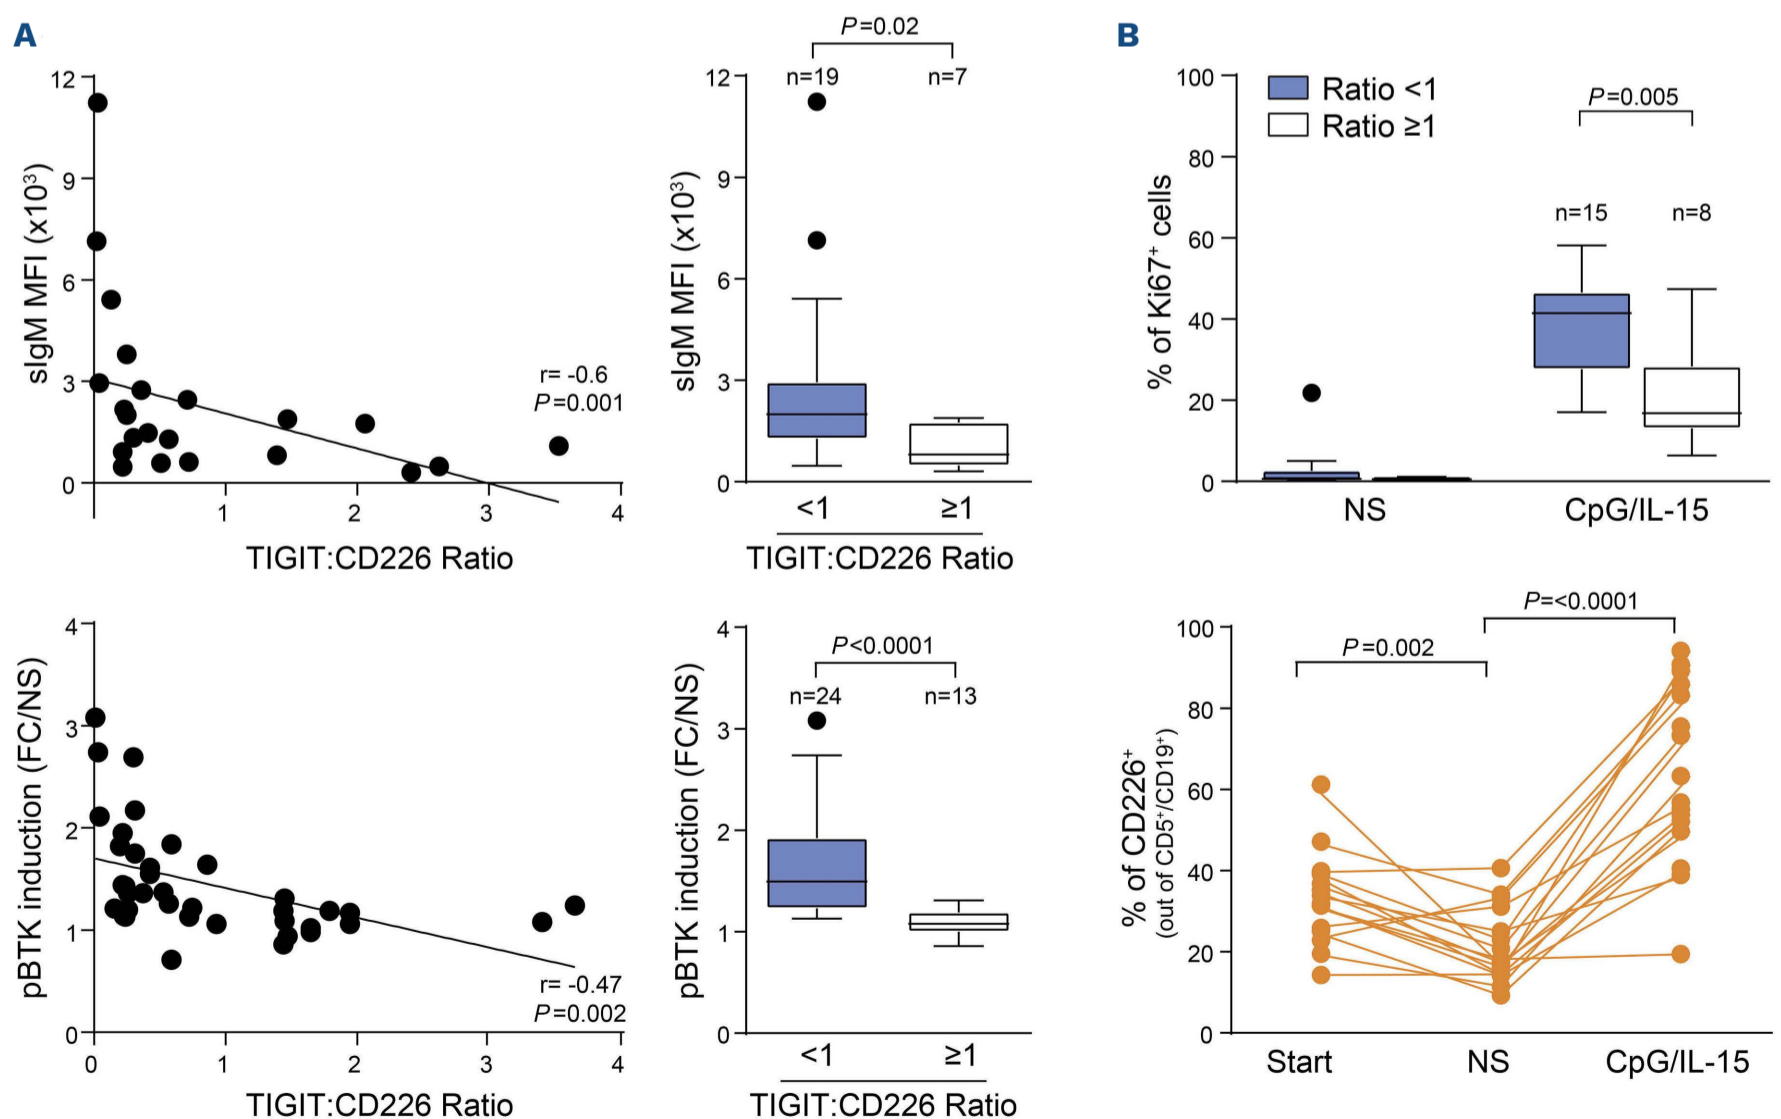 A
12
9
6
3
0
sIgM MFI (x10³)
r= -0.6
P=0.001
1
2
3
4
TIGIT:CD226 Ratio
P=0.02
n=19
n=7
12
9
6
3
0
sIgM MFI (x10³)
<1
≥1
TIGIT:CD226 Ratio
B
100
80
60
40
20
0
% of Ki67⁺ cells
Ratio <1
Ratio ≥1
P=0.005
n=15
n=8
NS
CpG/IL-15
4
3
2
1
0
pBTK induction (FC/NS)
r= -0.47
P=0.002
0
1
2
3
4
TIGIT:CD226 Ratio
4
3
2
1
0
pBTK induction (FC/NS)
P<0.0001
n=24
n=13
<1
≥1
TIGIT:CD226 Ratio
P=<0.0001
P=0.002
100
80
60
40
20
0
% of CD226⁺
(out of CD5⁺/CD19⁺)
Start
NS
CpG/IL-15